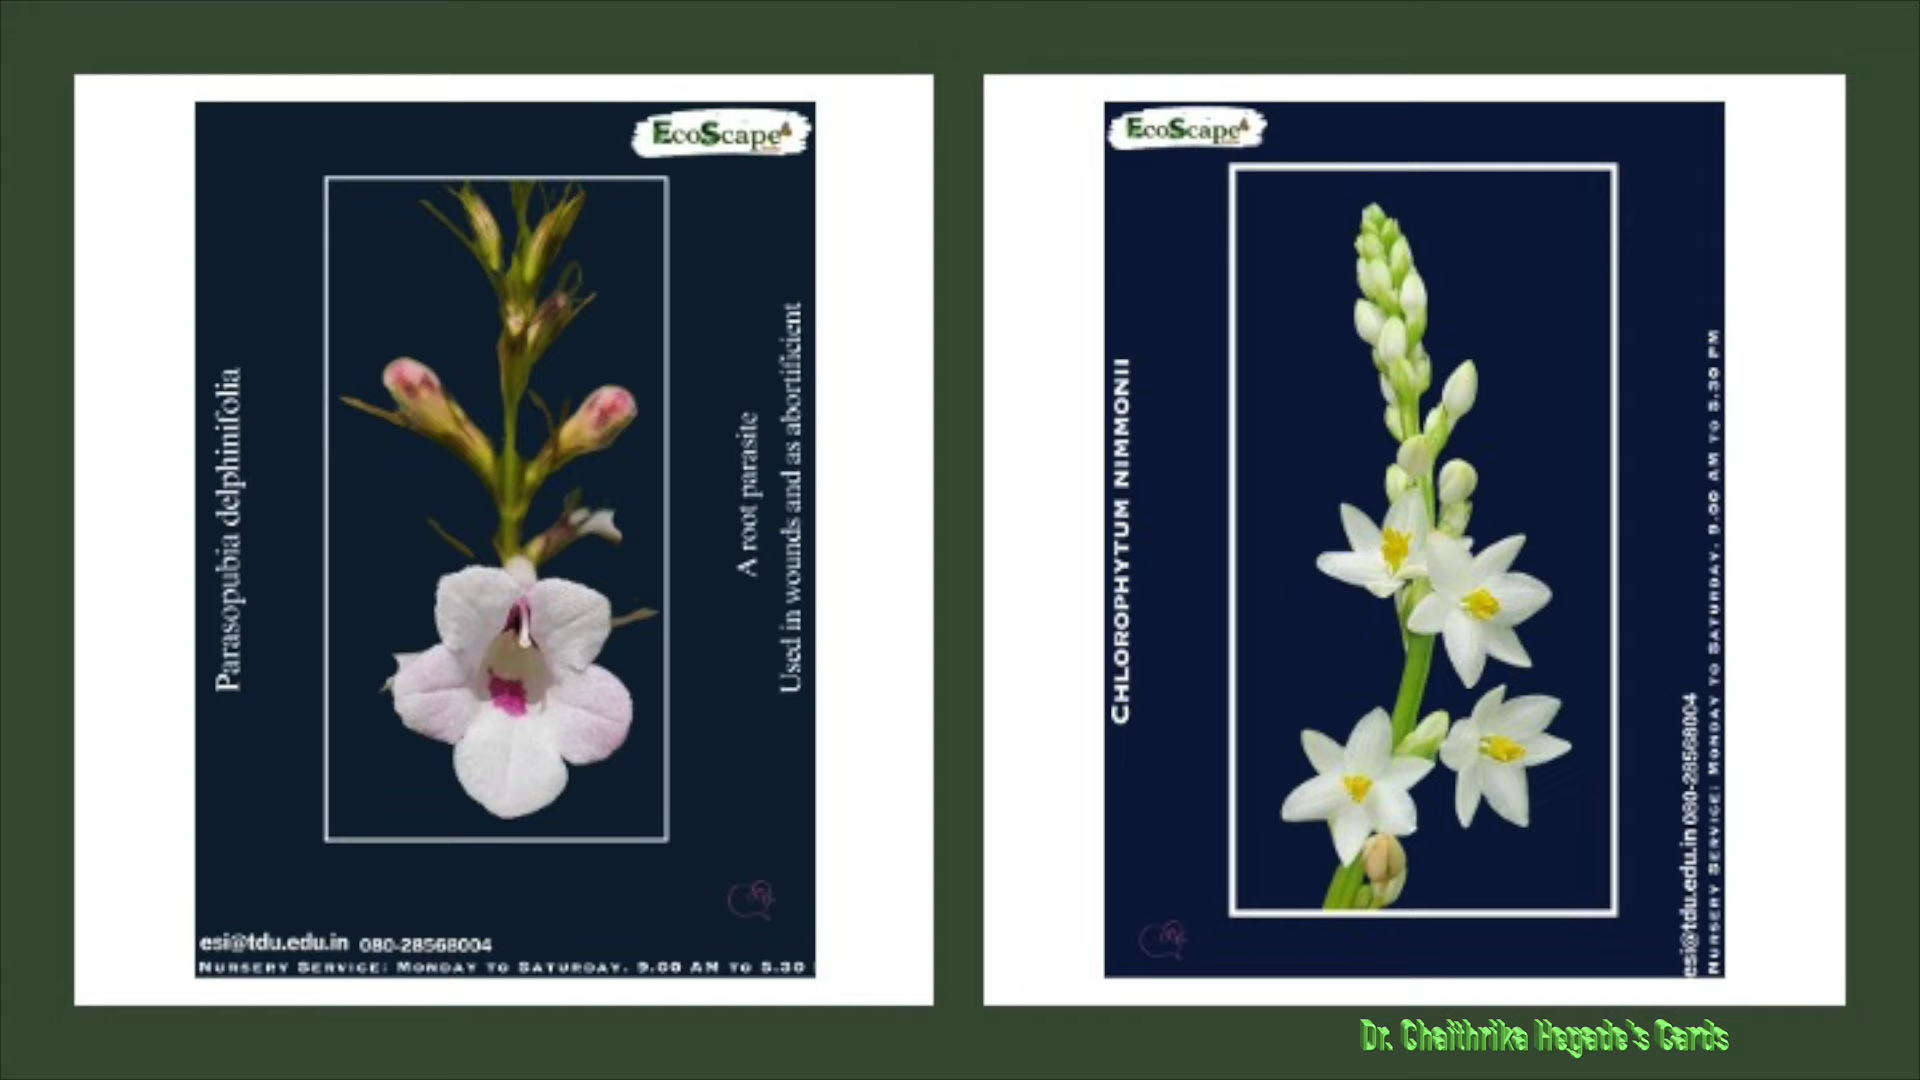 EcoScape
Parasopubia delphinifolia
A root parasite
Used in wounds and as abortificient
esi@tdu.edu.in 080-28568004
NURSERY SERVICE: MONDAY TO SATURDAY, 9.00 AM TO 5.30
EcoScape
CHLOROPHYTUM NIMMONII
esi@tdu.edu.in 080-28568004
NURSERY SERVICE: MONDAY TO SATURDAY, 9.00 AM TO 5.30 PM
Dr. Chaithrika Hegade's Cards